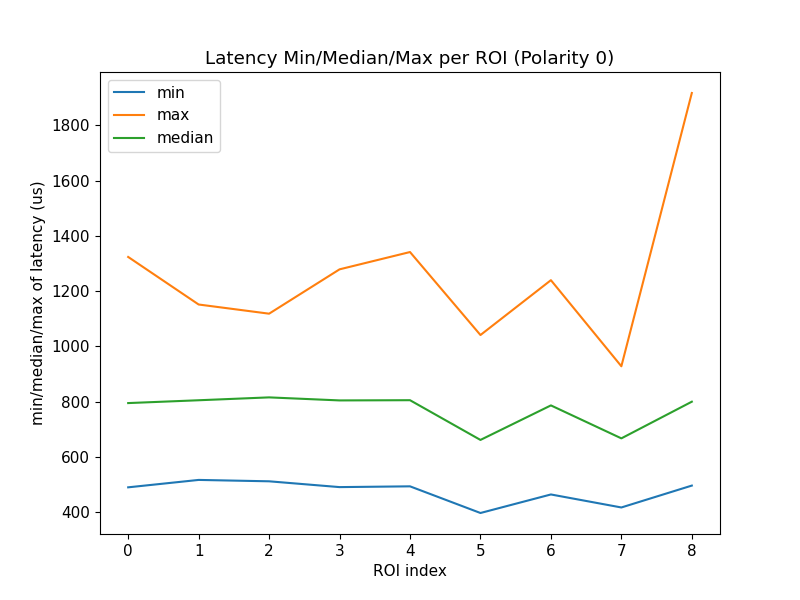 Latency Min/Median/Max per ROI (Polarity 0)
min
max
median
min/median/max of latency (us)
1800
1600
1400
1200
1000
800
600
400
0 1 2 3 4 5 6 7 8
ROI index